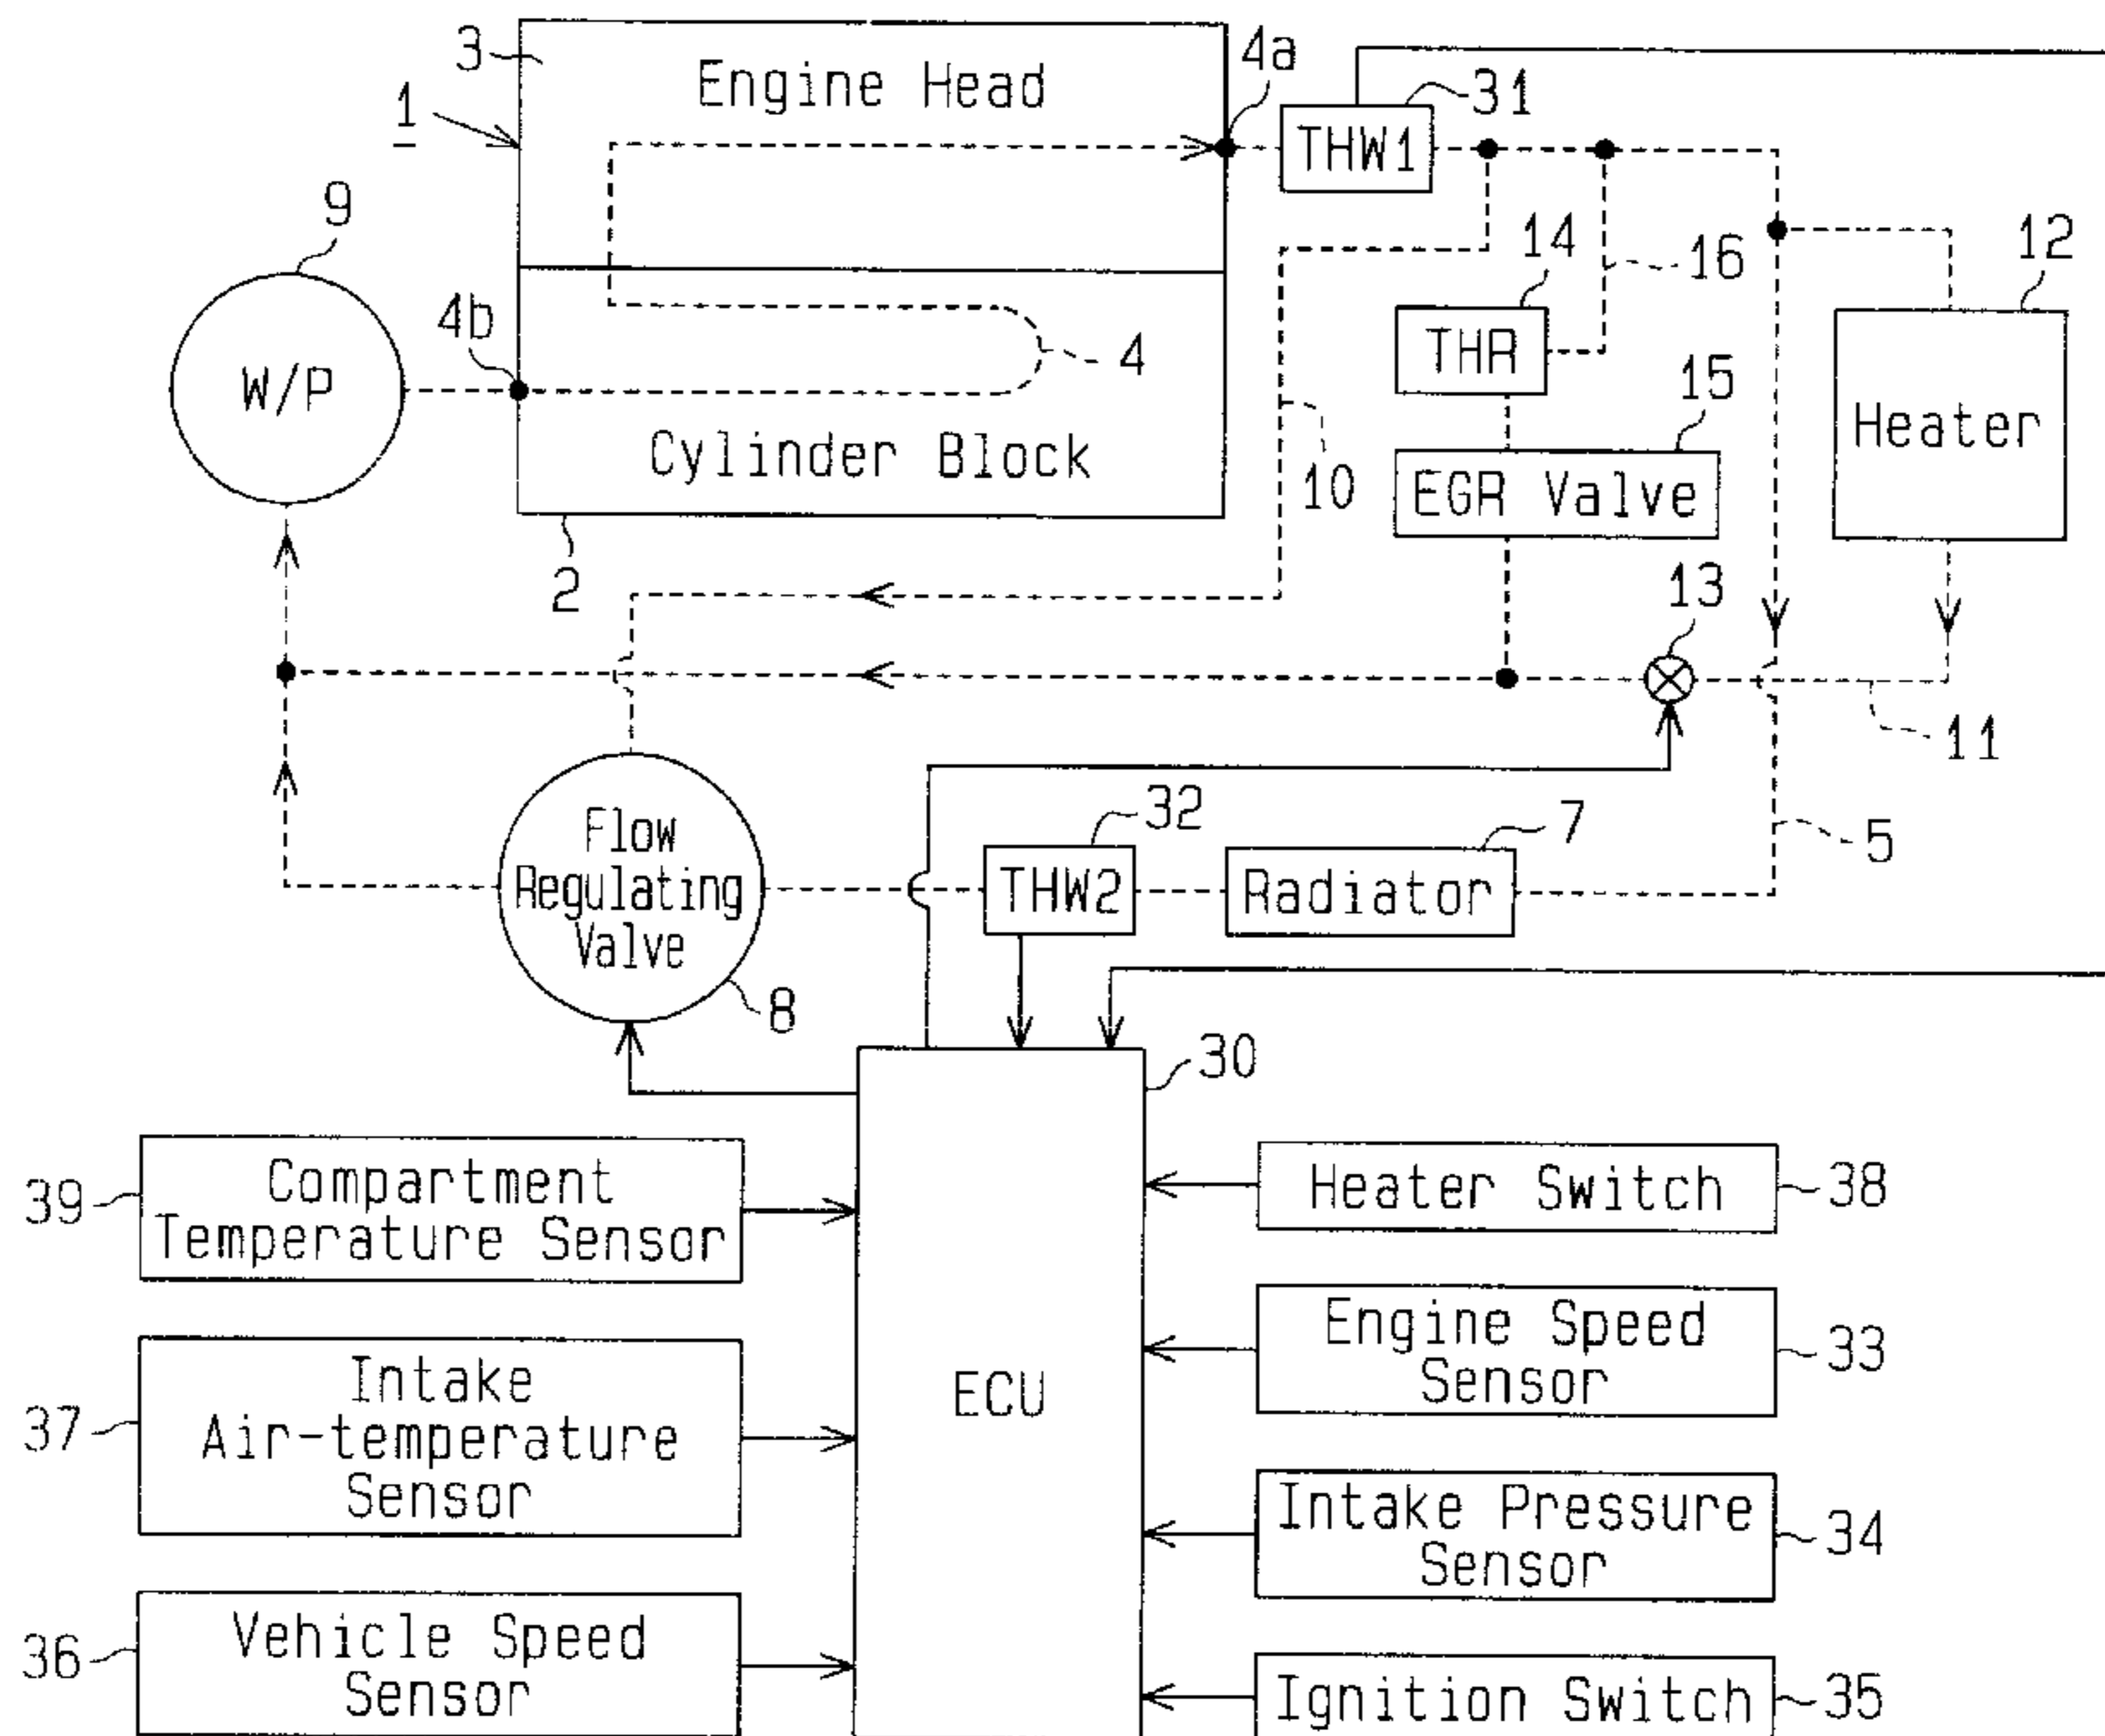 3
Engine Head
4a
31
1
THW1
9
14
16
12
4b
4
THR
15
W/P
Heater
Cylinder Block
10
EGR Valve
2
13
11
32
7
5
Flow
Regulating
Valve
THW2
Radiator
8
30
39
Compartment
Temperature Sensor
Heater Switch
38
37
Intake
Air-temperature
Sensor
ECU
Engine Speed
Sensor
33
Intake Pressure
Sensor
34
36
Vehicle Speed
Sensor
Ignition Switch
35